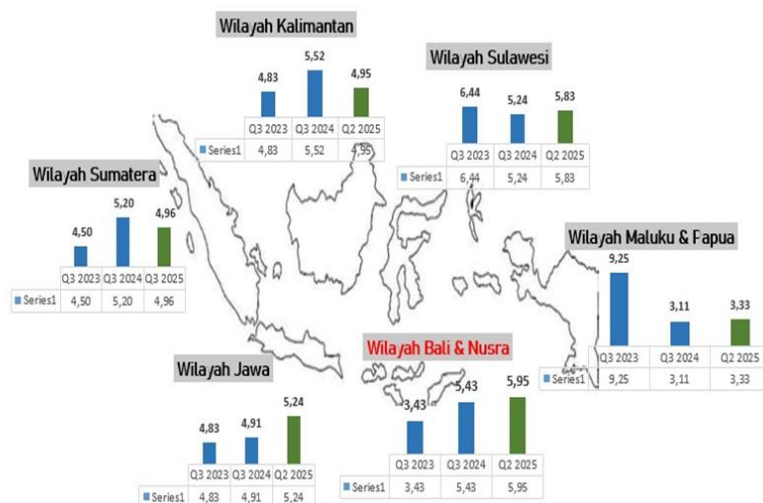 Wilayah Kalimantan
5,52
4,83
4,95
Q3 2023 Q3 2024 Q2 2025
Series1 4,83 5,52 4,95
Wilayah Sulawesi
6,44
5,24
5,83
Q3 2023 Q3 2024 Q2 2025
Series1 6,44 5,24 5,83
Wilayah Sumatera
5,20
4,50
4,96
Q3 2023 Q3 2024 Q3 2025
Series1 4,50 5,20 4,96
Wilayah Maluku & Papua
9,25
3,11
3,33
Q3 2023 Q3 2024 Q2 2025
Series1 9,25 3,11 3,33
Wilayah Jawa
5,24
4,83
4,91
Q3 2023 Q3 2024 Q2 2025
Series1 4,83 4,91 5,24
Wilayah Bali & Nusra
5,95
5,43
3,43
Q3 2023 Q3 2024 Q2 2025
Series1 3,43 5,43 5,95